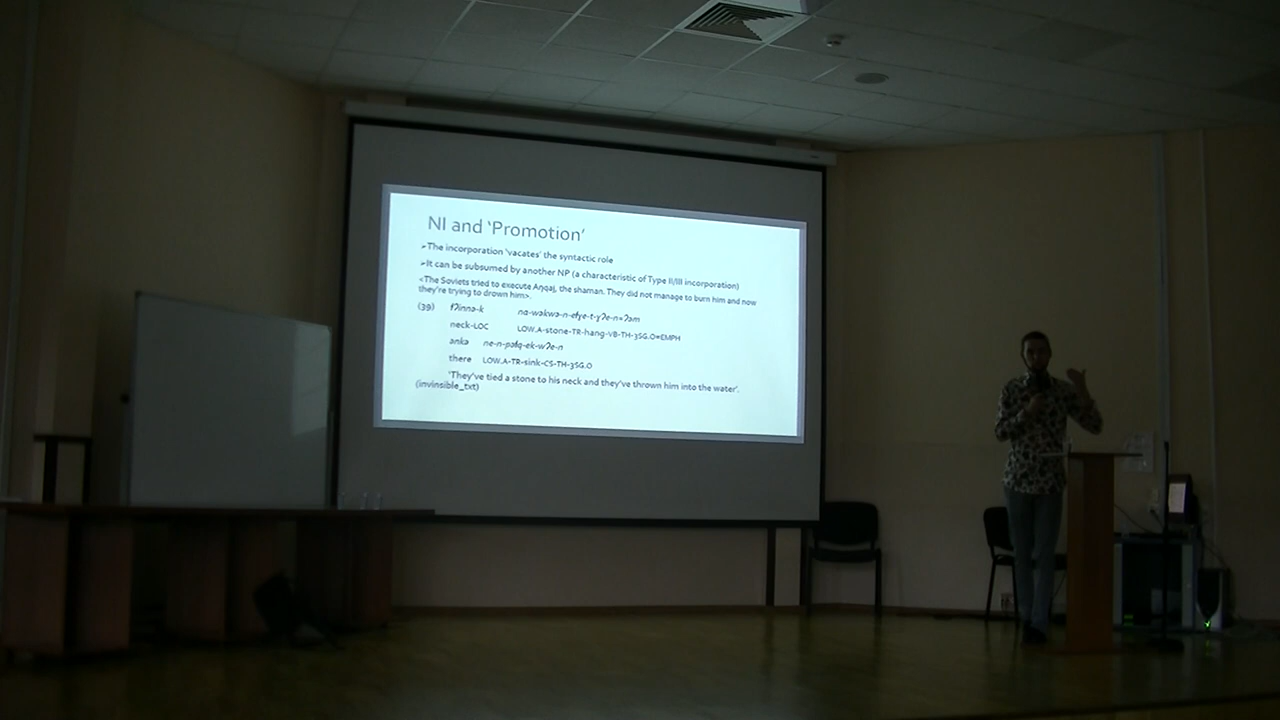 NI and ‘Promotion’
➢The incorporation ‘vacates’ the syntactic role
➢It can be subsumed by another NP (a characteristic of Type II/III incorporation)
<The Soviets tried to execute Aŋqaj, the shaman. They did not manage to burn him and now
they’re trying to drown him>.
(39)
neck-LOC LOW.A-stone-TR-hang-VB-TH-3SG.O=EMPH
there LOW.A-TR-sink-CS-TH-3SG.O
‘They’ve tied a stone to his neck and they’ve thrown him into the water’.
(invinsible_txt)